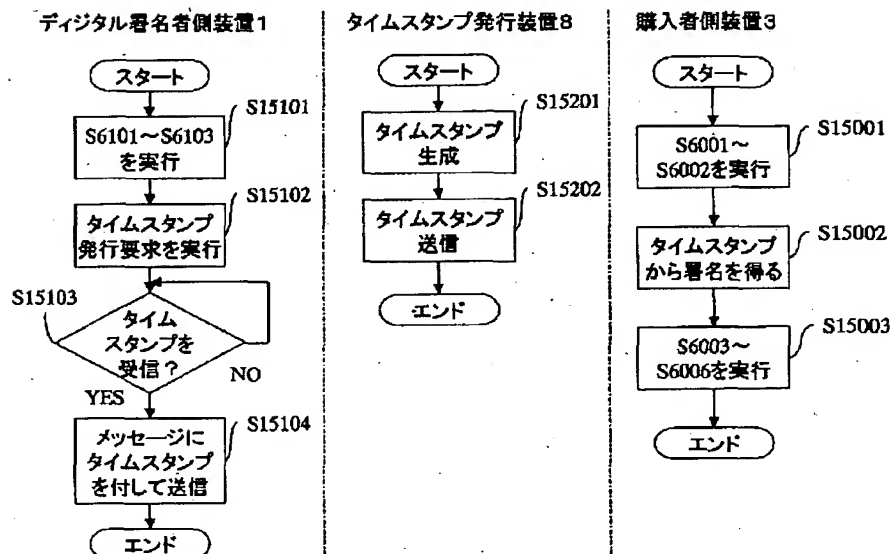 ディジタル署名者側装置1
スタート
S15101
S6101～S6103
を実行
S15102
タイムスタンプ
発行要求を実行
S15103
タイム
スタンプを
受信？
NO
YES
S15104
メッセージに
タイムスタンプ
を付して送信
エンド
タイムスタンプ発行装置8
スタート
S15201
タイムスタンプ
生成
S15202
タイムスタンプ
送信
エンド
購入者側装置3
スタート
S15001
S6001～
S6002を実行
S15002
タイムスタンプ
から署名を得る
S15003
S6003～
S6006を実行
エンド